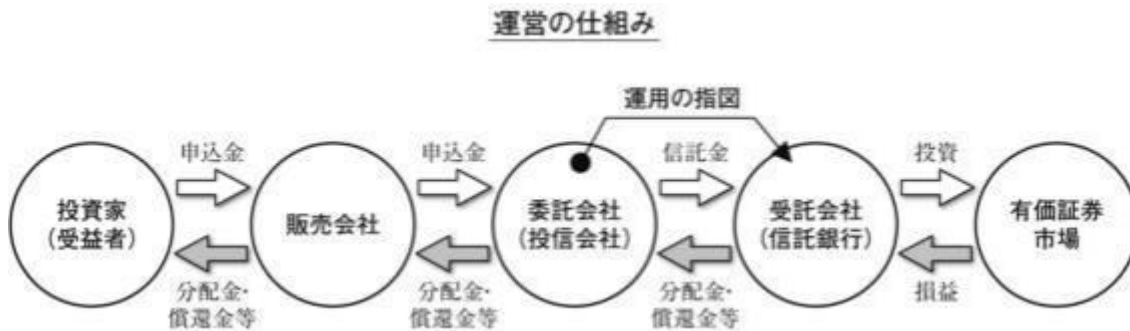 運営の仕組み
運用の指図
申込金
申込金
信託金
投資
投資家
(受益者)
販売会社
委託会社
(投信会社)
受託会社
(信託銀行)
有価証券
市場
分配金・
償還金等
分配金・
償還金等
分配金・
償還金等
損益